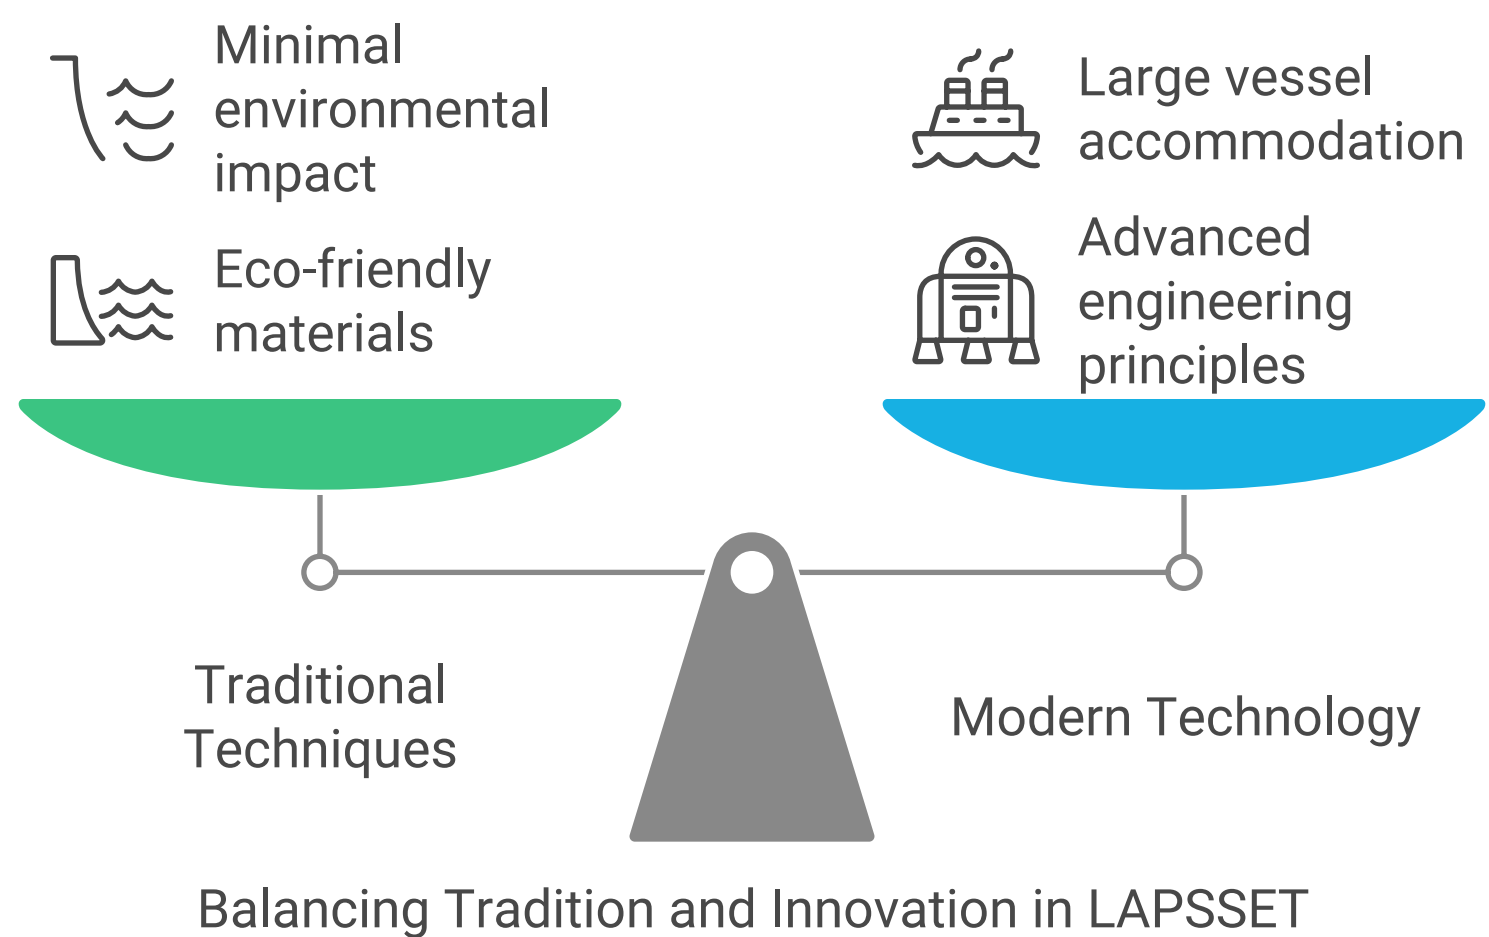 Minimal
environmental
impact
Eco-friendly
materials
Large vessel
accommodation
Advanced
engineering
principles
Traditional
Techniques
Modern Technology
Balancing Tradition and Innovation in LAPSSET